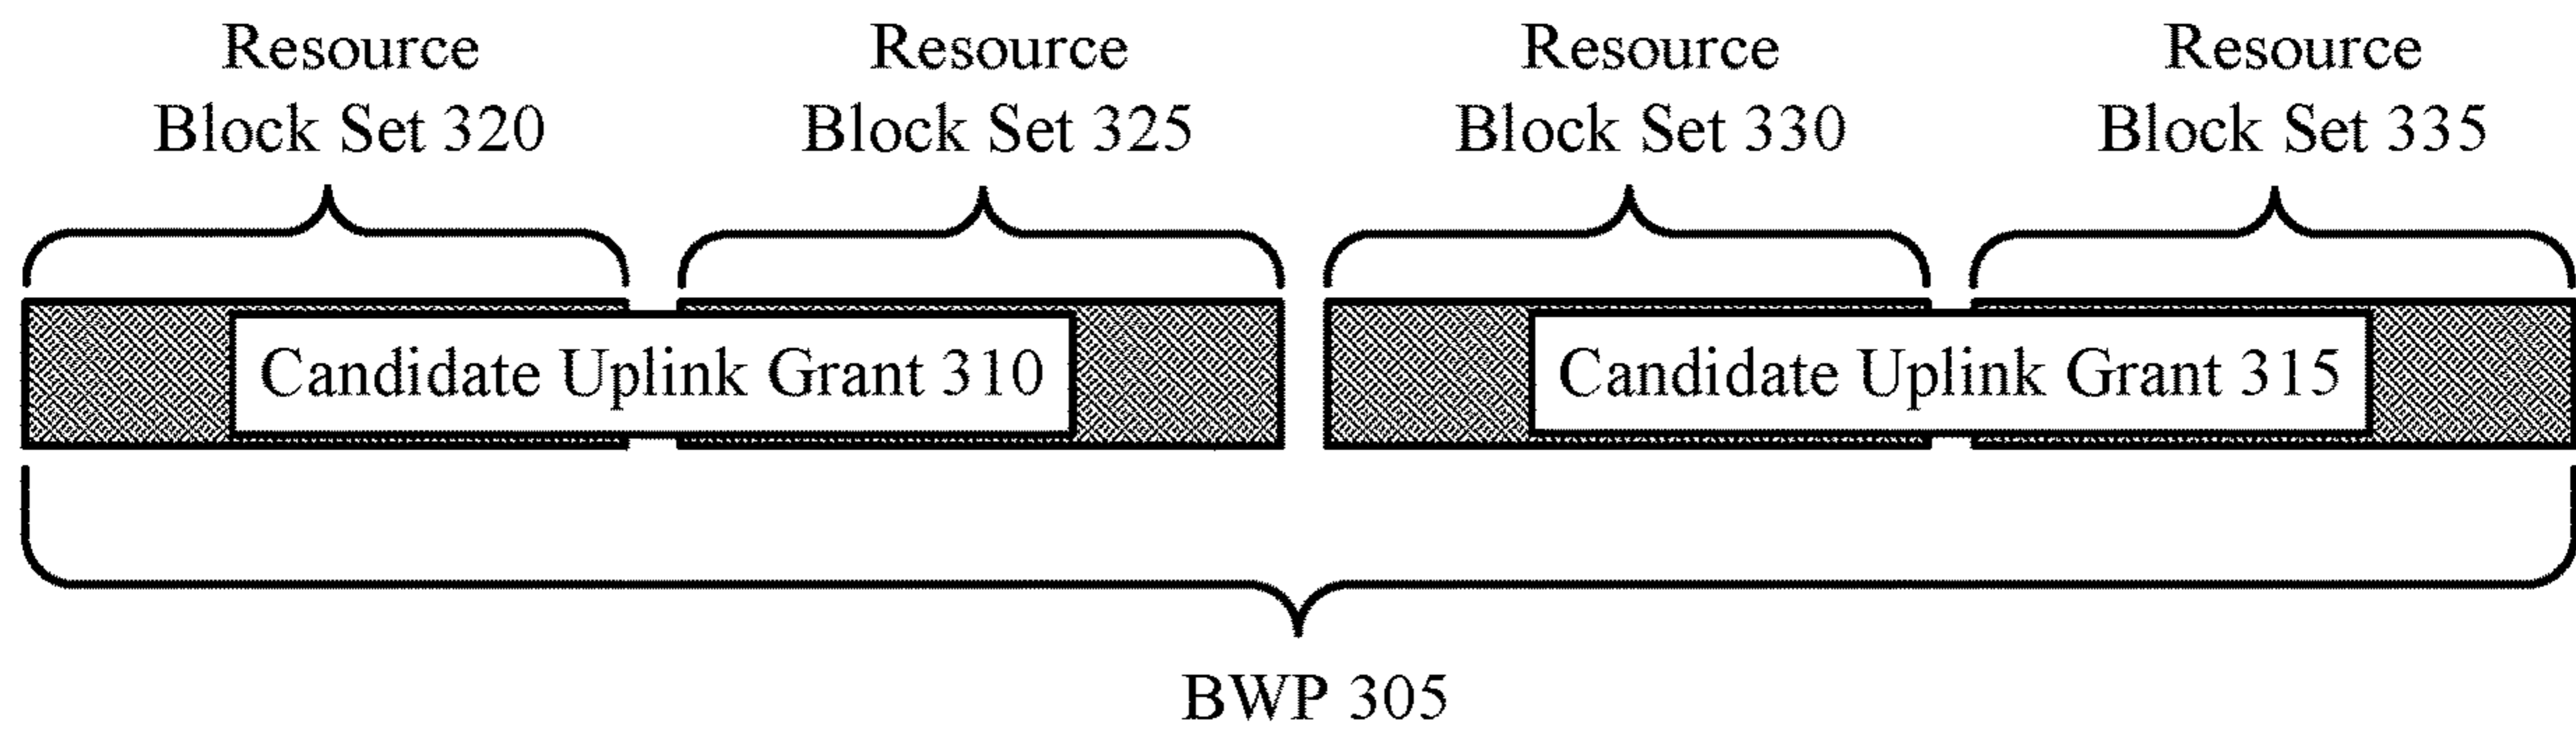 Resource
Block Set 320
Resource
Block Set 325
Resource
Block Set 330
Resource
Block Set 335
Candidate Uplink Grant 310
Candidate Uplink Grant 315
BWP 305